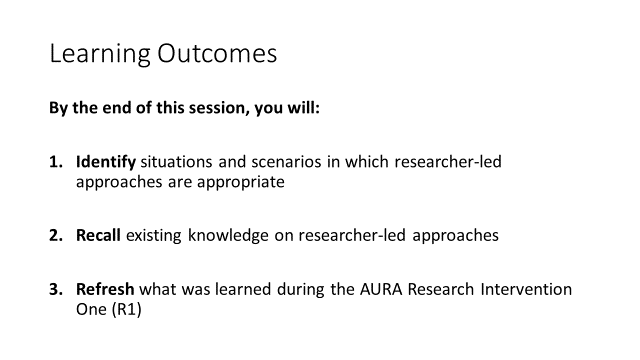 Learning Outcomes
By the end of this session, you will:
1. Identify situations and scenarios in which researcher-led
approaches are appropriate
2. Recall existing knowledge on researcher-led approaches
3. Refresh what was learned during the AURA Research Intervention
One (R1)